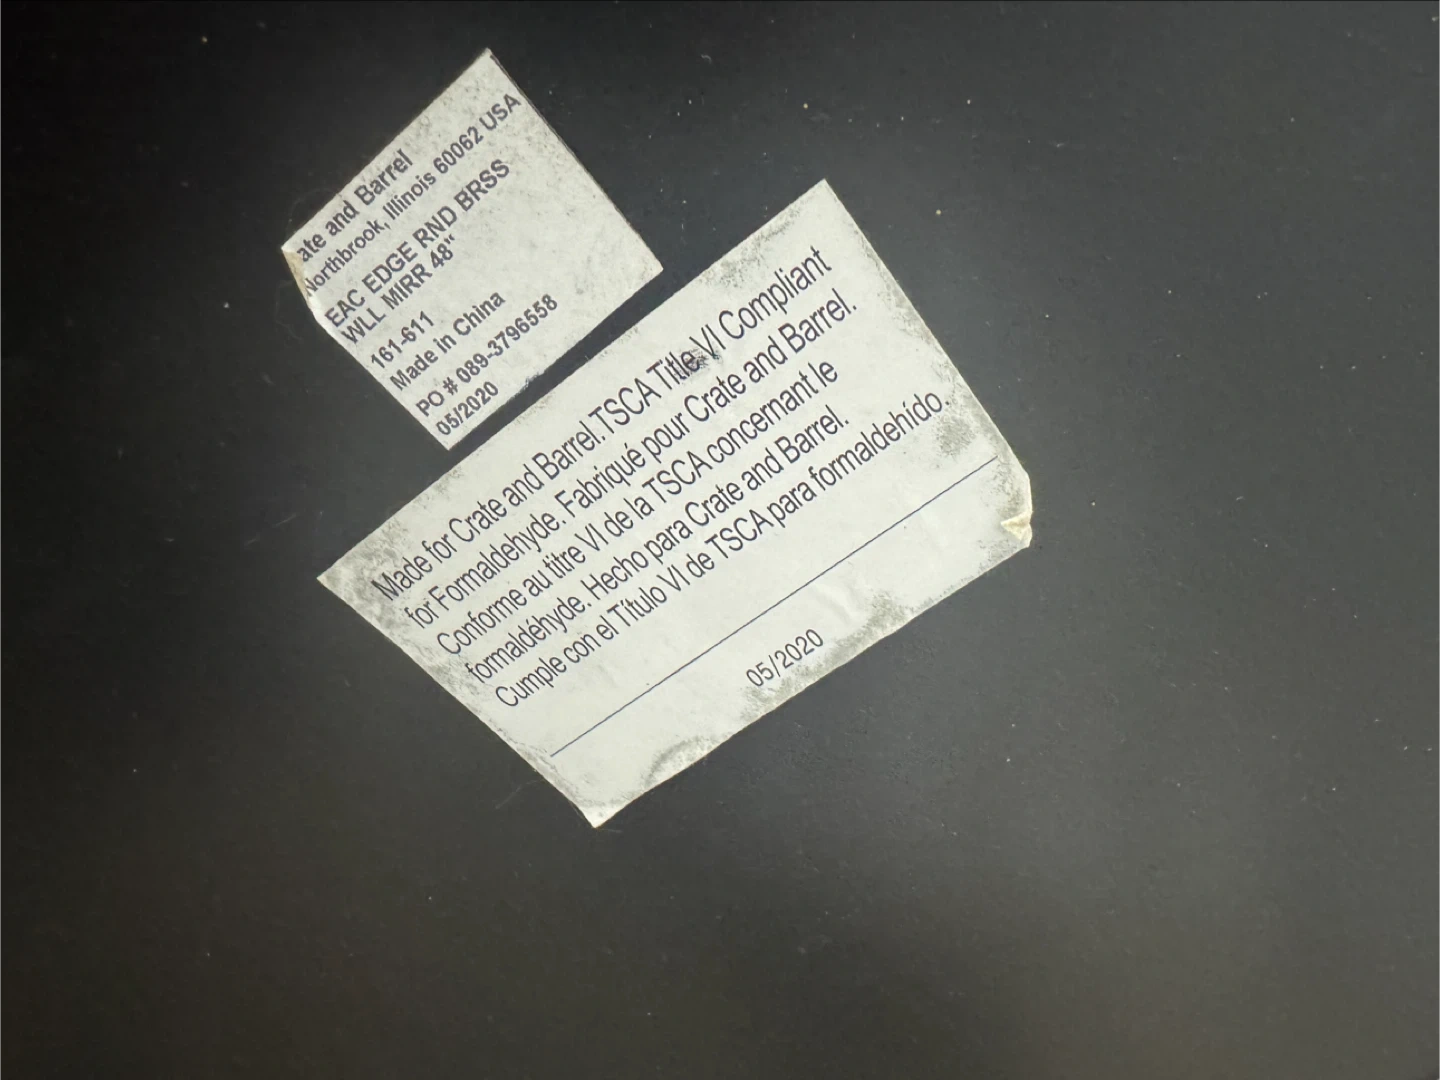 ate and Barrel
Northbrook, Illinois 60062 USA
EAC EDGE RND BRSS
WLL MIRR 48"
161-611
Made in China
PO # 089-3796558
05/2020
Made for Crate and Barrel. TSCA Title VI Compliant
for Formaldehyde. Fabriqué pour Crate and Barrel.
Conforme au titre VI de la TSCA concernant le
formaldéhyde. Hecho para Crate and Barrel.
Cumple con el Título VI de TSCA para formaldehído.
05/2020